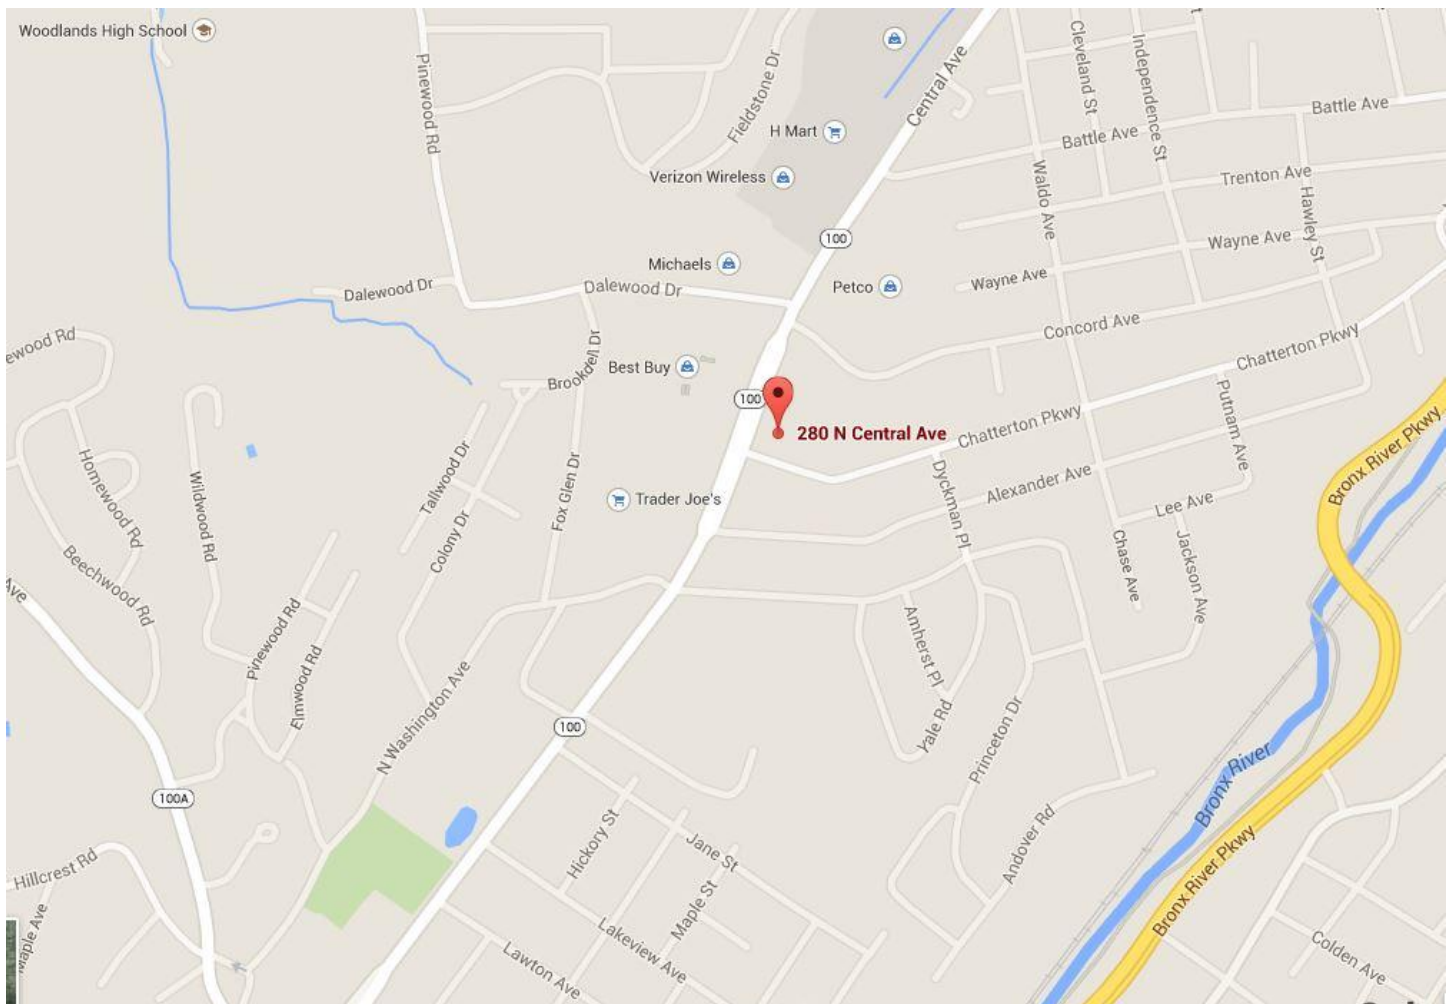 Woodlands High School
Pinewood Rd
Fieldstone Dr
Central Ave
Cleveland St
Independence St
Battle Ave
Battle Ave
H Mart
Verizon Wireless
Waldo Ave
Trenton Ave
Hawley St
100
Wayne Ave
Wayne Ave
Michaels
Dalewood Dr
Dalewood Dr
Petco
Concord Ave
Chatterton Pkwy
ewood Rd
Brookdell Dr
Best Buy
100
280 N Central Ave
Chatterton Pkwy
Putnam Ave
Bronx River Pkwy
Homewood Rd
Wildwood Rd
Tallwood Dr
Fox Glen Dr
Trader Joe's
Dyckman Pl
Alexander Ave
Lee Ave
Colony Dr
Beechwood Rd
Chase Ave
Jackson Ave
Ave
Pinewood Rd
Elmwood Rd
N Washington Ave
Amherst Pl
Yale Rd
Princeton Dr
100
100A
Bronx River
Hickory St
Jane St
Andover Rd
Hillcrest Rd
Maple Ave
Maple St
Lakeview Ave
Lawton Ave
Bronx River Pkwy
Colden Ave